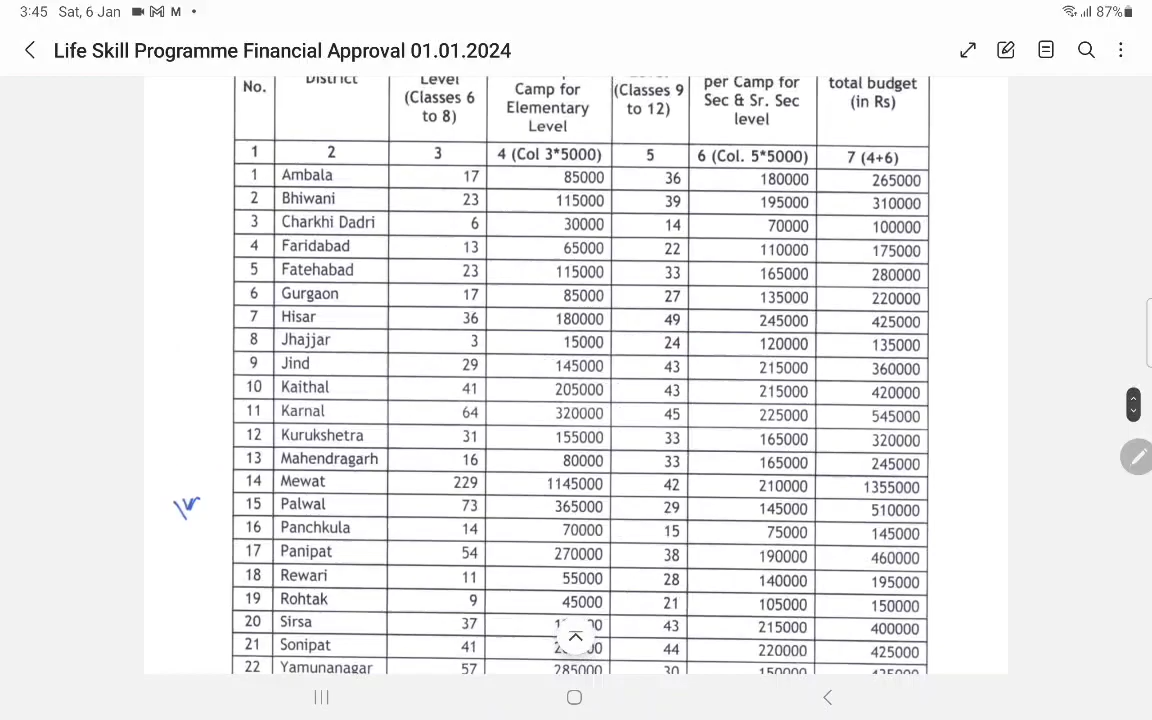 3:45 Sat, 6 Jan M • 87%
Life Skill Programme Financial Approval 01.01.2024
No. District Level (Classes 6 to 8) Camp for Elementary Level (Classes 9 to 12) per Camp for Sec & Sr. Sec level total budget (in Rs)
1 2 3 4 (Col 3*5000) 5 6 (Col. 5*5000) 7 (4+6)
1 Ambala 17 85000 36 180000 265000
2 Bhiwani 23 115000 39 195000 310000
3 Charkhi Dadri 6 30000 14 70000 100000
4 Faridabad 13 65000 22 110000 175000
5 Fatehabad 23 115000 33 165000 280000
6 Gurgaon 17 85000 27 135000 220000
7 Hisar 36 180000 49 245000 425000
8 Jhajjar 3 15000 24 120000 135000
9 Jind 29 145000 43 215000 360000
10 Kaithal 41 205000 43 215000 420000
11 Karnal 64 320000 45 225000 545000
12 Kurukshetra 31 155000 33 165000 320000
13 Mahendragarh 16 80000 33 165000 245000
14 Mewat 229 1145000 42 210000 1355000
15 Palwal 73 365000 29 145000 510000
16 Panchkula 14 70000 15 75000 145000
17 Panipat 54 270000 38 190000 460000
18 Rewari 11 55000 28 140000 195000
19 Rohtak 9 45000 21 105000 150000
20 Sirsa 37 43 215000 400000
21 Sonipat 41 44 220000 425000
22 Yamunanagar 57 285000 30 150000 435000